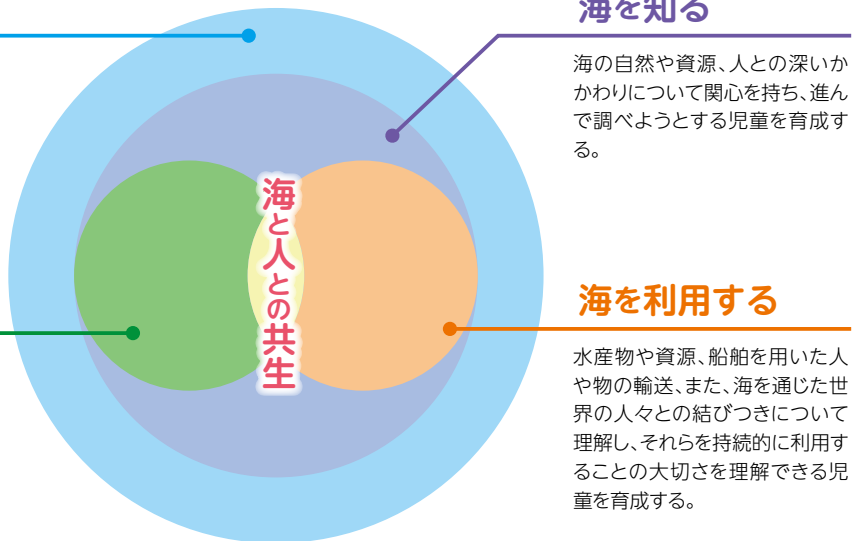 海を知る
海の自然や資源、人との深いか
かわりについて関心を持ち、進ん
で調べようとする児童を育成す
る。
海と人との共生
海を利用する
水産物や資源、船舶を用いた人
や物の輸送、また、海を通じた世
界の人々との結びつきについて
理解し、それらを持続的に利用す
ることの大切さを理解できる児
童を育成する。